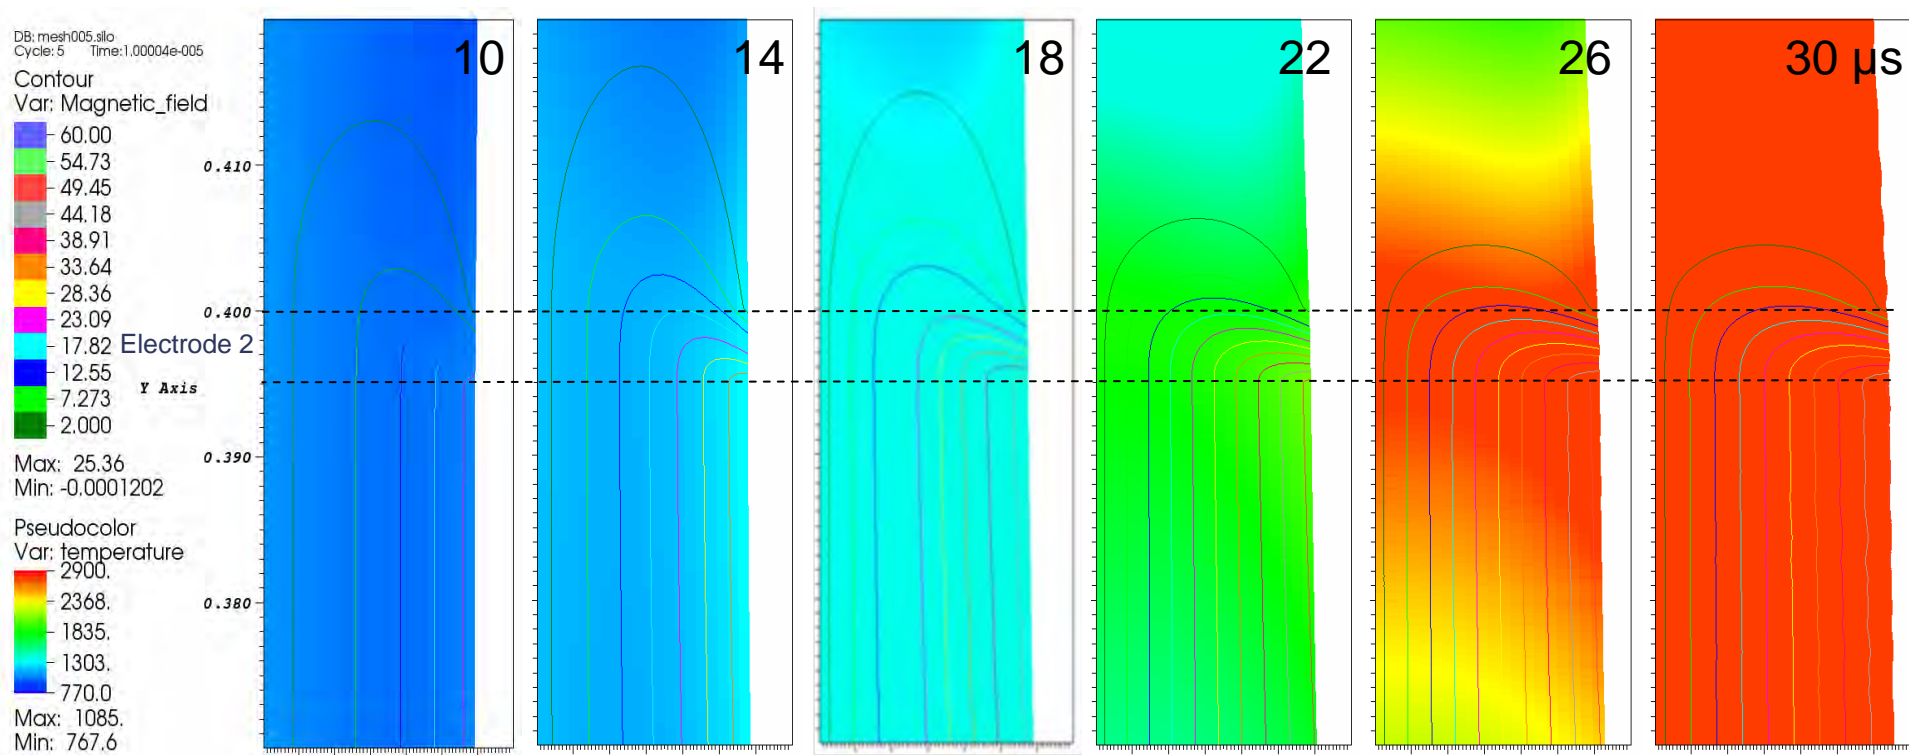 DB: mesh005.silo
Cycle: 5 Time:1.00004e-005
Contour
Var: Magnetic_field
60.00
54.73
49.45
44.18
38.91
33.64
28.36
23.09
17.82
12.55
7.273
2.000
Max: 25.36
Min: -0.0001202
Pseudocolor
Var: temperature
2900.
2368.
1835.
1303.
770.0
Max: 1085.
Min: 767.6
0.410
0.400
Electrode 2
Y Axis
0.390
0.380
10
14
18
22
26
30 µs